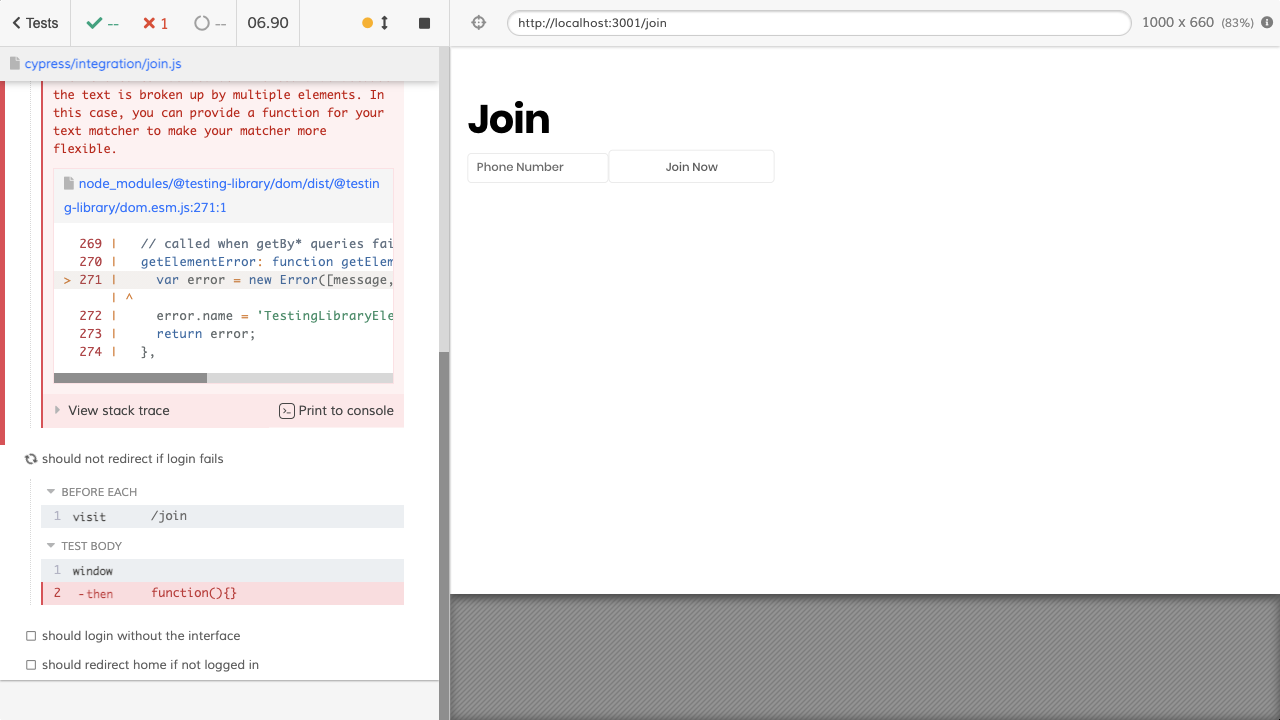 Tests
--
1
--
06.90
http://localhost:3001/join
1000 x 660 (83%)
cypress/integration/join.js
the text is broken up by multiple elements. In
this case, you can provide a function for your
text matcher to make your matcher more
flexible.
node_modules/@testing-library/dom/dist/@testin
g-library/dom.esm.js:271:1
269 | // called when getBy* queries fai
270 | getElementError: function getElem
> 271 | var error = new Error([message,
| ^
272 | error.name = 'TestingLibraryEle
273 | return error;
274 | },
View stack trace
Print to console
should not redirect if login fails
BEFORE EACH
1 visit /join
TEST BODY
1 window
2 -then function(){}
should login without the interface
should redirect home if not logged in
Join
Phone Number
Join Now